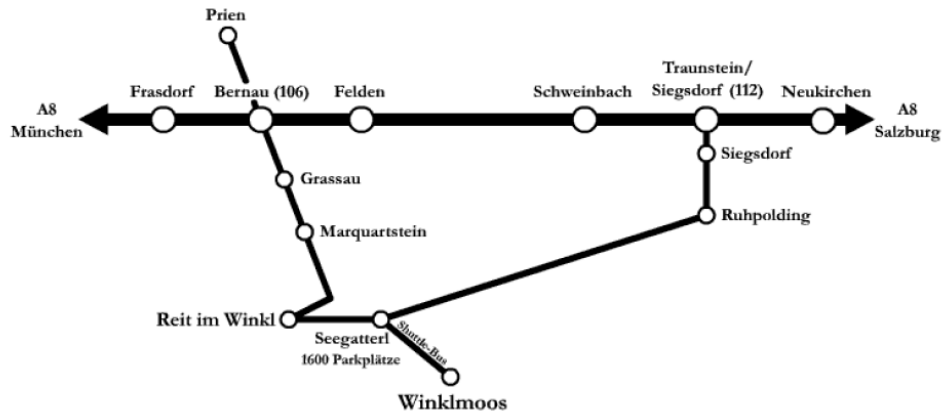 Prien
Traunstein/
Frasdorf Bernau (106) Felden Schweinbach Siegsdorf (112) Neukirchen
A8
München
A8
Salzburg
Siegsdorf
Grassau
Ruhpolding
Marquartstein
Reit im Winkl
Seegatterl
1600 Parkplätze
Shuttle-Bus
Winklmoos